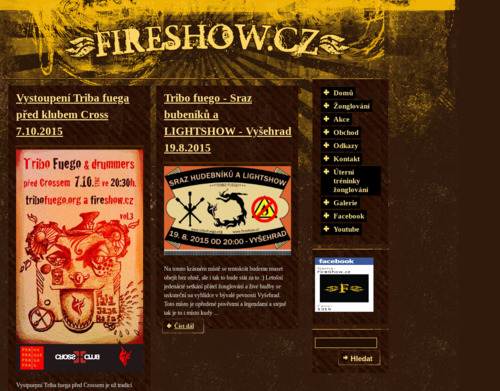 FIRESHOW.CZ
Vystoupení Triba fuega
před klubem Cross
7.10.2015
Tribo Fuego & drummers
před Crossem 7.10. ve 20:30h.
tribofuego.org a fireshow.cz
vol.3
CROSS CLUB
Vystpupení Triba fuega před Crossem je už tradicí
Tribo fuego - Sraz
bubeníků a
LIGHTSHOW - Vyšehrad
19.8.2015
SRAZ HUDEBNÍKŮ A LIGHTSHOW
19. 8. 2015 OD 20:00 - VYŠEHRAD
Na tomto krásném místě se tentokrát budeme muset
obejít bez ohně, ale i tak to bude stát za to :) Letošní
jedenácté setkání přátel žonglování a živé hudby se
uskuteční na vyhlídce v bývalé pevnosti Vyšehrad.
Toto místo je opředené pověstmi a legendami a stejně
tak je to i místo kudy ...
Číst dál
Domů
Žonglování
Akce
Obchod
Odkazy
Kontakt
Úterní
tréninky
žonglování
Galerie
Facebook
Youtube
facebook
FireShow.cz
Hledat